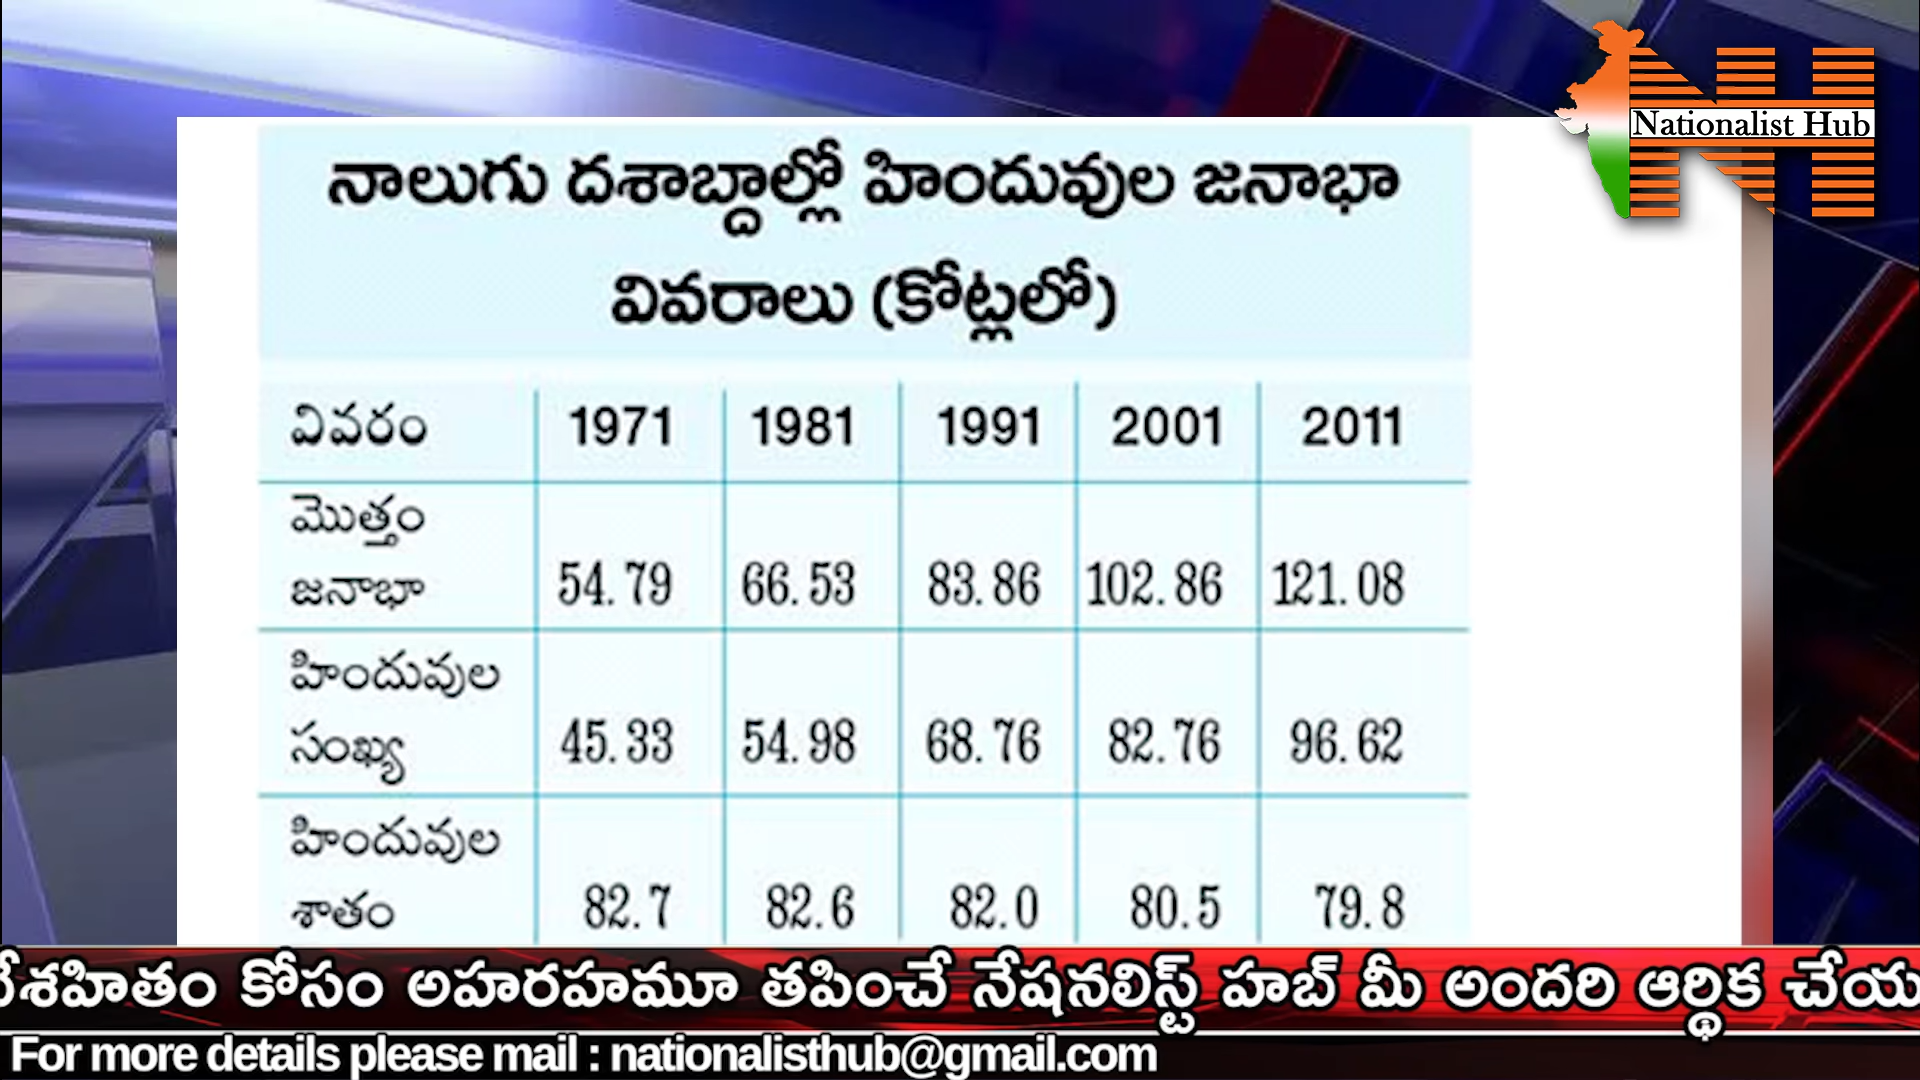 Nationalist Hub
నాలుగు దశాబ్దాల్లో హిందువుల జనాభా
వివరాలు (కోట్లలో)
వివరం 1971 1981 1991 2001 2011
మొత్తం
జనాభా 54.79 66.53 83.86 102.86 121.08
హిందువుల
సంఖ్య 45.33 54.98 68.76 82.76 96.62
హిందువుల
శాతం 82.7 82.6 82.0 80.5 79.8
కోసం అహరహమూ తపించే నేషనలిస్ట్ హబ్ మీ అందరి ఆర్థిక
For more details please mail : nationalisthub@gmail.com